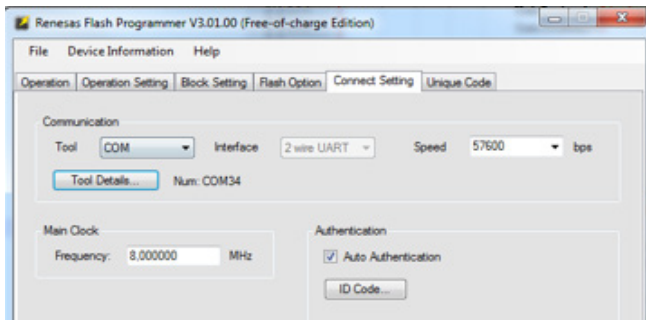 Renesas Flash Programmer V3.01.00 (Free-of-charge Edition)
File Device Information Help
Operation Operation Setting Block Setting Flash Option Connect Setting Unique Code
Communication
Tool COM Interface 2 wire UART Speed 57600 bps
Tool Details... Num: COM34
Main Clock
Frequency: 8,000000 MHz
Authentication
Auto Authentication
ID Code...